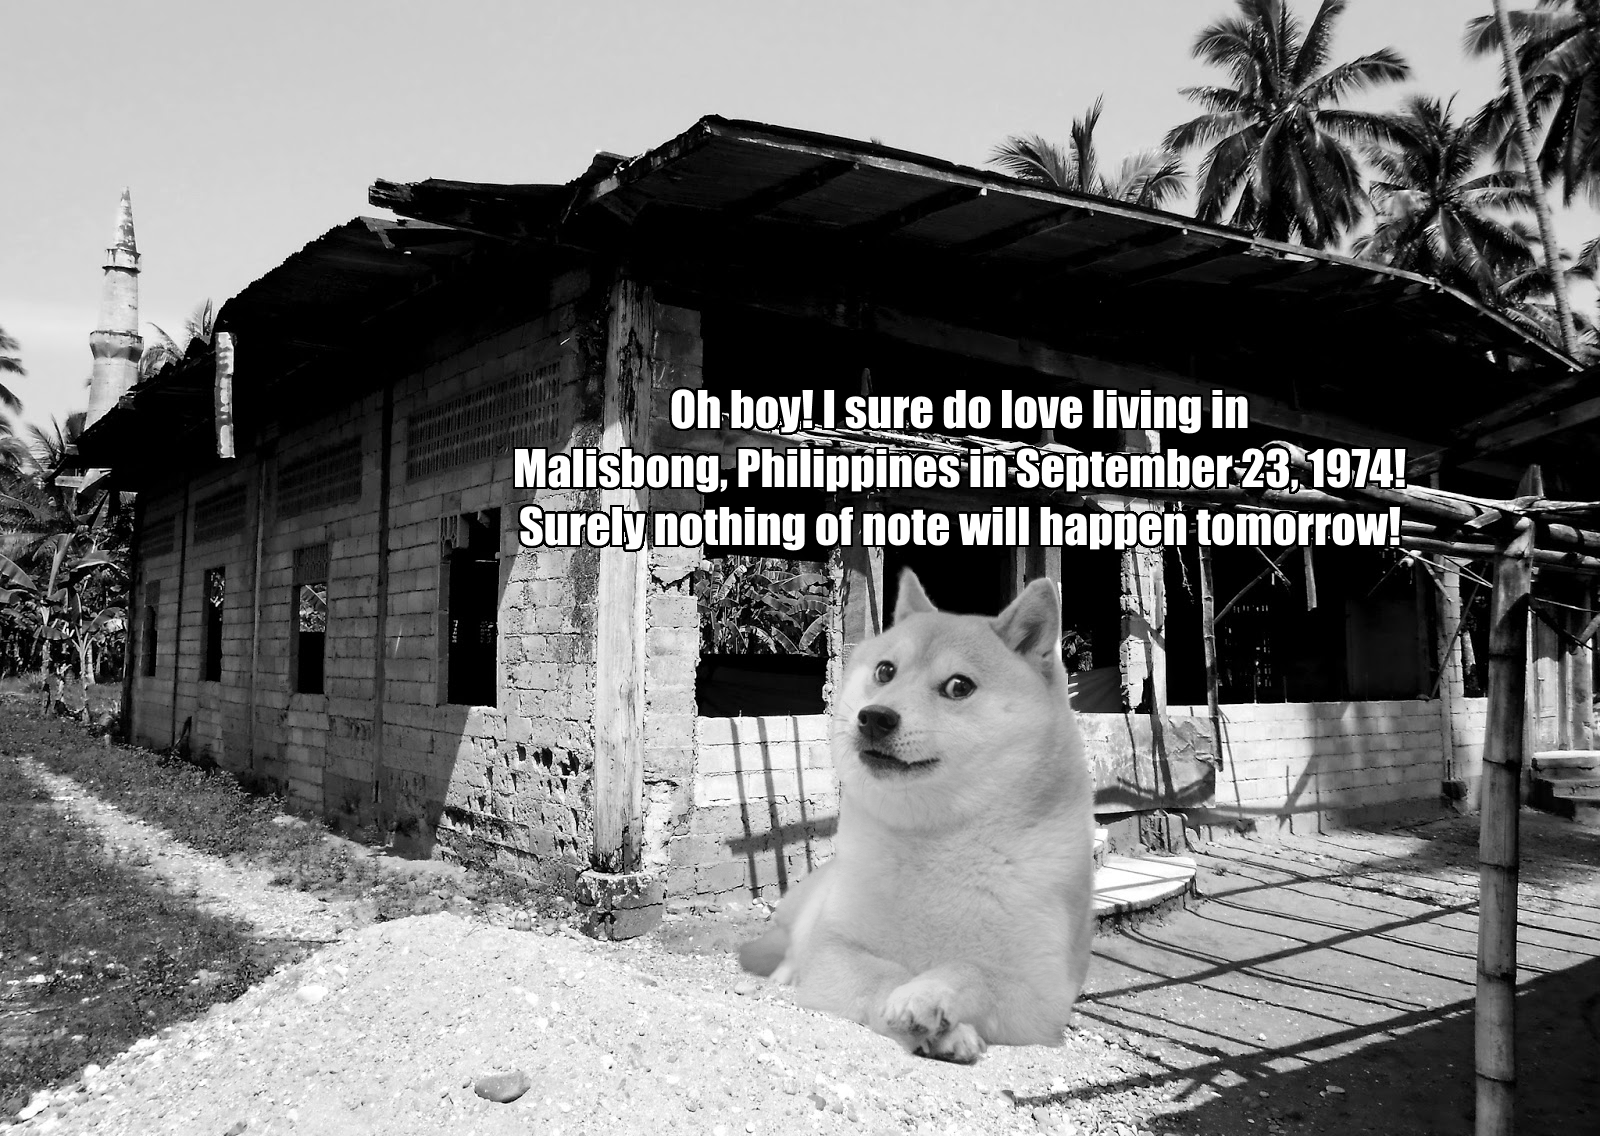 Oh boy! I sure do love living in
Malisbong, Philippines in September 23, 1974!
Surely nothing of note will happen tomorrow!